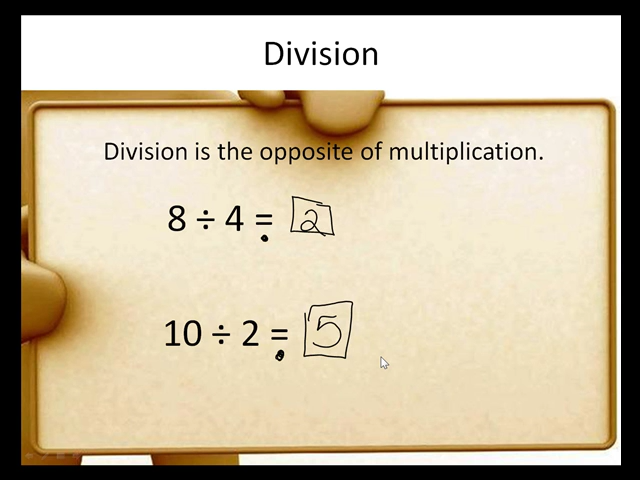 Division
Division is the opposite of multiplication.
8 ÷ 4 = 2
10 ÷ 2 = 5